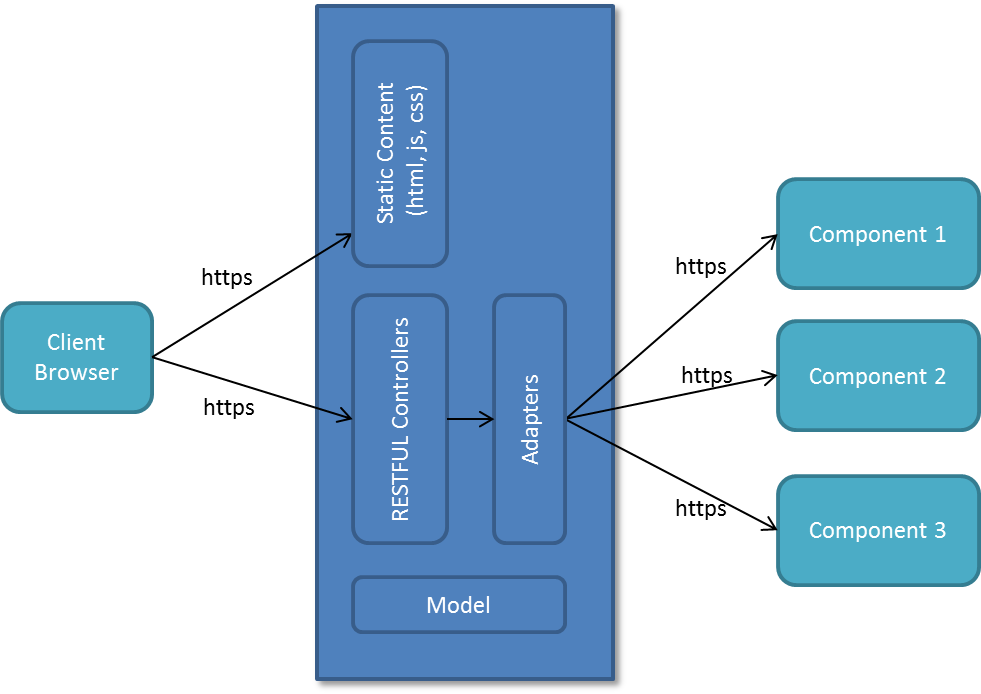 Static Content
(html, js, css)
https
Client
Browser
https
RESTFUL Controllers
Adapters
Model
https
Component 1
https
Component 2
https
Component 3